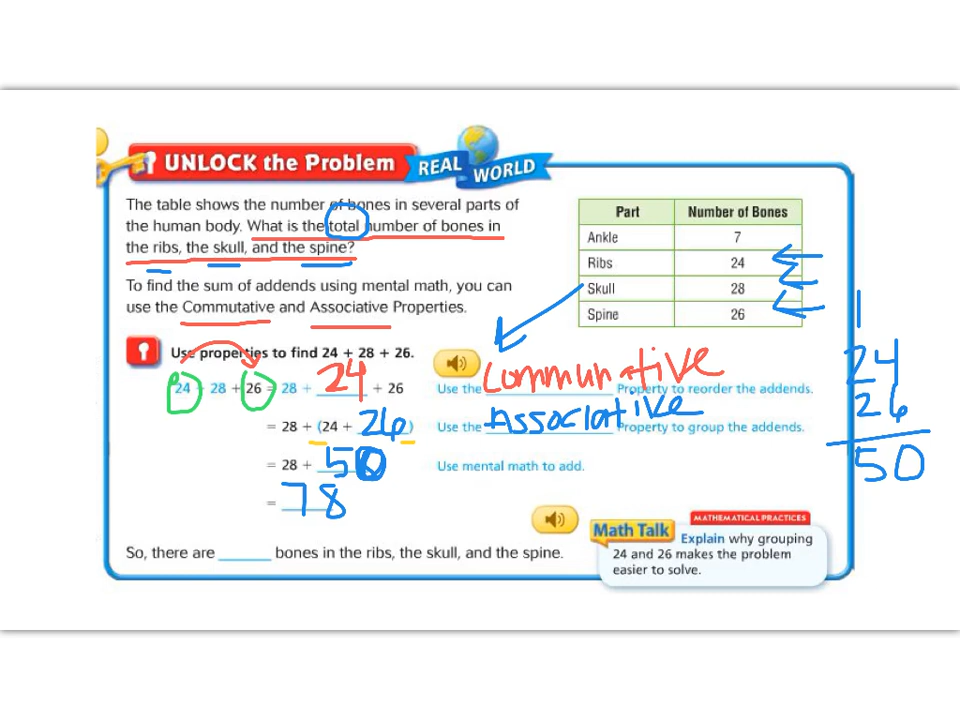 UNLOCK the Problem REAL WORLD
The table shows the number of bones in several parts of
the human body. What is the total number of bones in
the ribs, the skull, and the spine?
To find the sum of addends using mental math, you can
use the Commutative and Associative Properties.
Part Number of Bones
Ankle 7
Ribs 24
Skull 28
Spine 26
Use properties to find 24 + 28 + 26.
24 + 28 + 26 = 28 + 24 + 26 Use the Communative Property to reorder the addends.
= 28 + (24 + 26) Use the Associative Property to group the addends.
= 28 + 50 Use mental math to add.
= 78
1
24
26
50
So, there are ______ bones in the ribs, the skull, and the spine.
Math Talk MATHEMATICAL PRACTICES
Explain why grouping
24 and 26 makes the problem
easier to solve.